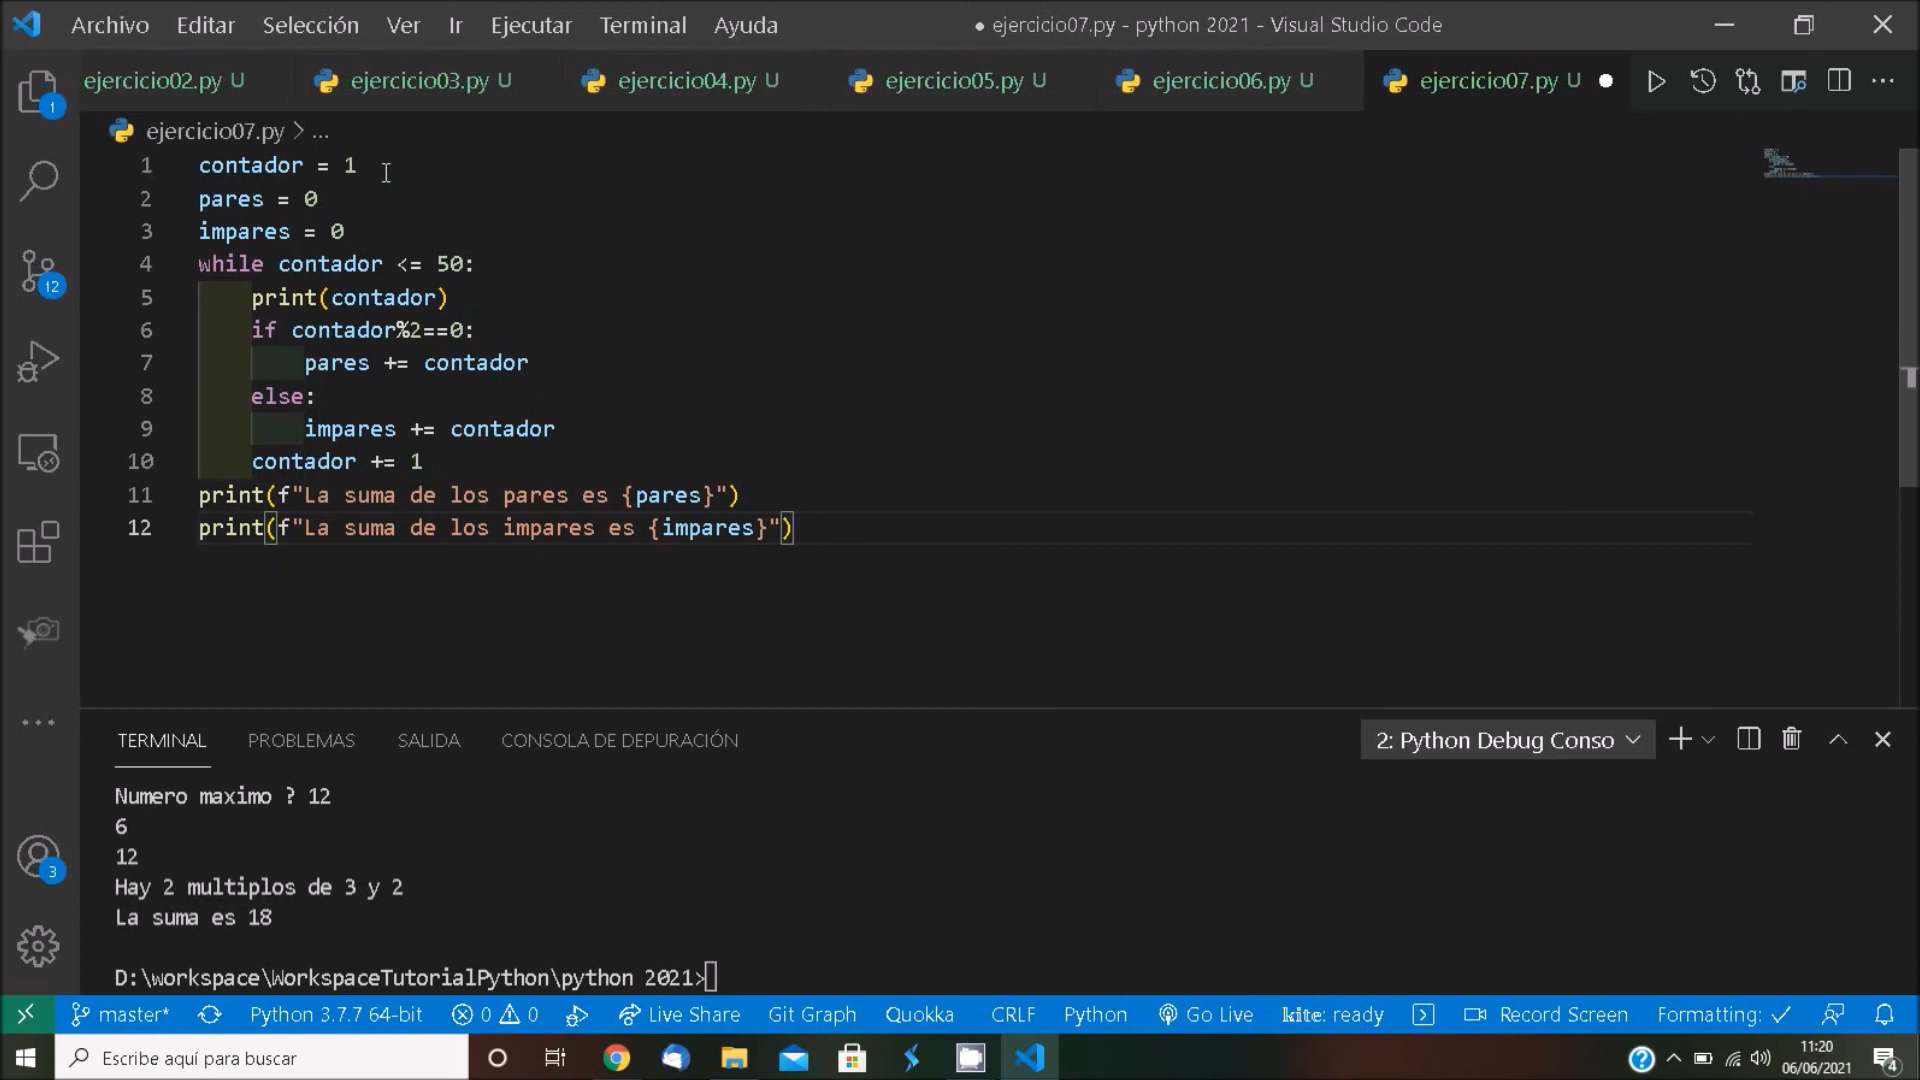 Archivo Editar Selección Ver Ir Ejecutar Terminal Ayuda ● ejercicio07.py - python 2021 - Visual Studio Code
ejercicio02.py U ejercicio03.py U ejercicio04.py U ejercicio05.py U ejercicio06.py U ejercicio07.py U
ejercicio07.py > ...
1 contador = 1
2 pares = 0
3 impares = 0
4 while contador <= 50:
5 print(contador)
6 if contador%2==0:
7 pares += contador
8 else:
9 impares += contador
10 contador += 1
11 print(f"La suma de los pares es {pares}")
12 print(f"La suma de los impares es {impares}")
1
12
3
TERMINAL PROBLEMAS SALIDA CONSOLA DE DEPURACIÓN 2: Python Debug Conso
Numero maximo ? 12
6
12
Hay 2 multiplos de 3 y 2
La suma es 18
D:\workspace\WorkspaceTutorialPython\python 2021>
master* Python 3.7.7 64-bit 0 0 Live Share Git Graph Quokka CRLF Python Go Live kite: ready Record Screen Formatting: ✓
Escribe aquí para buscar
11:20
06/06/2021
4